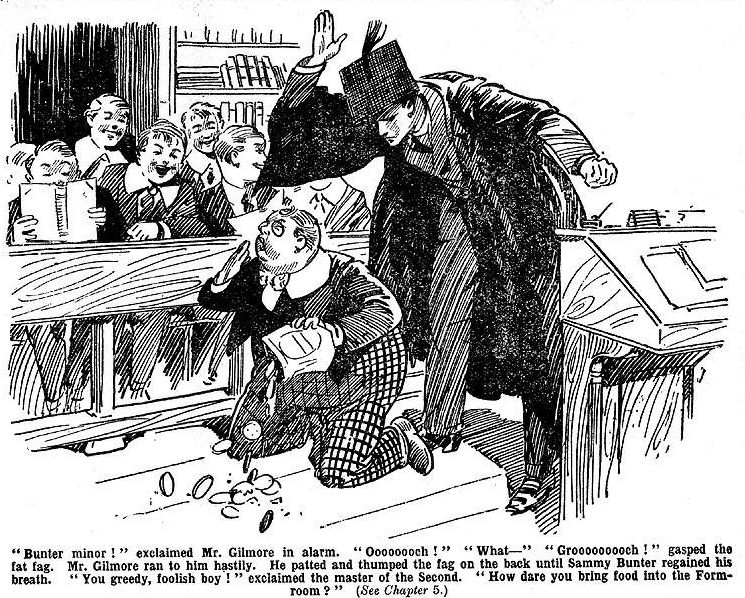 “ Bunter minor ! ” exclaimed Mr. Gilmore in alarm. “ Oooooooch ! ” “ What— ” “ Groooooooooch ! ” gasped the
fat fag. Mr. Gilmore ran to him hastily. He patted and thumped the fag on the back until Sammy Bunter regained his
breath. “ You greedy, foolish boy ! ” exclaimed the master of the Second. “ How dare you bring food into the Form-
room ? ” (See Chapter 5.)